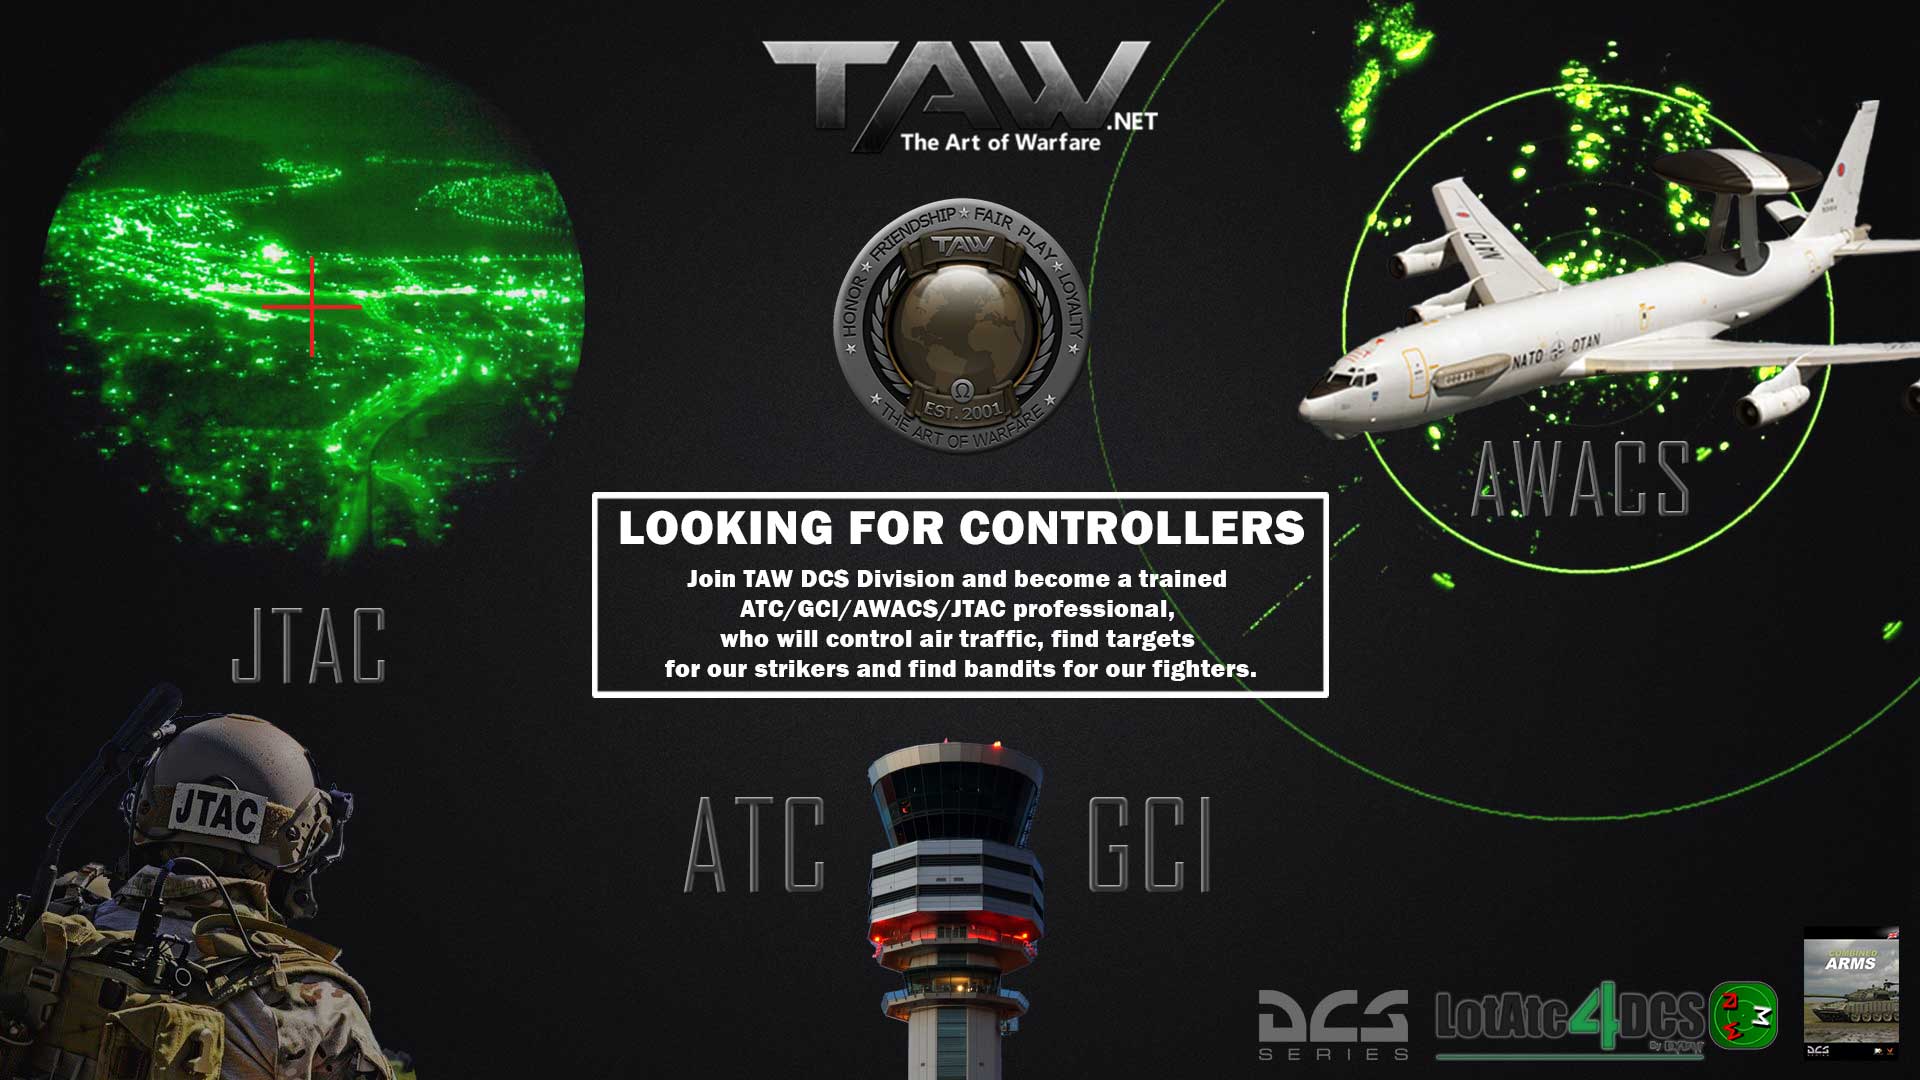 TAW
.NET
The Art of Warfare
HONOR ★ FRIENDSHIP ★ FAIR PLAY ★ LOYALTY
TAW
Ω
EST. 2001
★ THE ART OF WARFARE ★
NATO
NATO OTAN
AWACS
LOOKING FOR CONTROLLERS
Join TAW DCS Division and become a trained
ATC/GCI/AWACS/JTAC professional,
who will control air traffic, find targets
for our strikers and find bandits for our fighters.
JTAC
JTAC
ATC
GCI
DCS
SERIES
LotAtc4DCS
By
COMBINED
ARMS
DCS